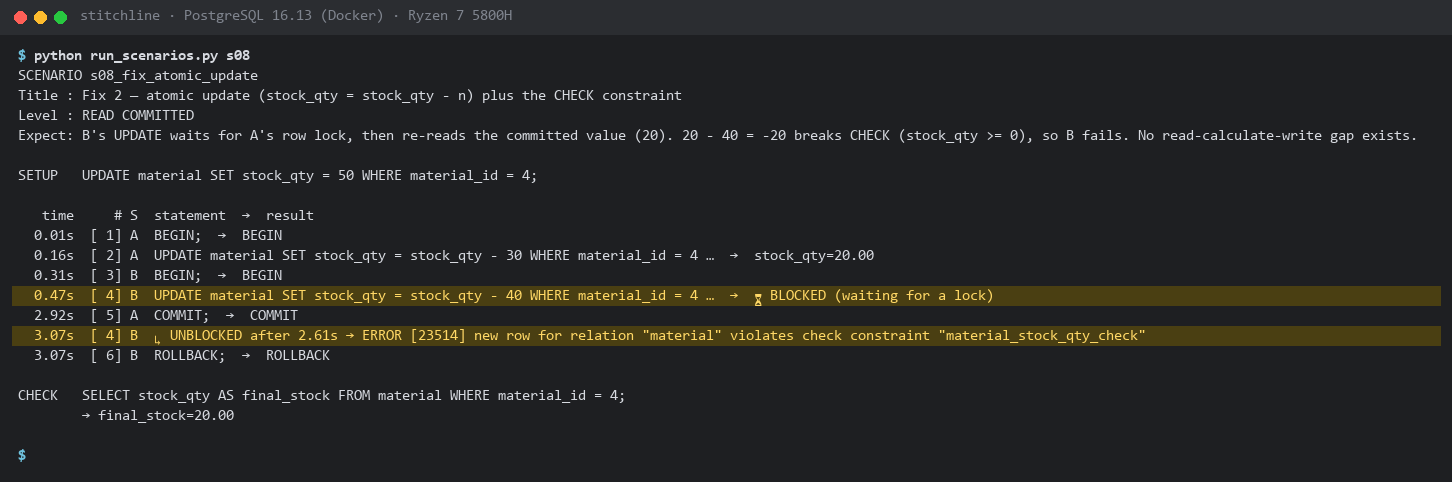 stitchline · PostgreSQL 16.13 (Docker) · Ryzen 7 5800H
$ python run_scenarios.py s08
SCENARIO s08_fix_atomic_update
Title : Fix 2 — atomic update (stock_qty = stock_qty - n) plus the CHECK constraint
Level : READ COMMITTED
Expect: B's UPDATE waits for A's row lock, then re-reads the committed value (20). 20 - 40 = -20 breaks CHECK (stock_qty >= 0), so B fails. No read-calculate-write gap exists.
SETUP   UPDATE material SET stock_qty = 50 WHERE material_id = 4;
time     # S  statement  →  result
0.01s  [ 1] A  BEGIN;  →  BEGIN
0.16s  [ 2] A  UPDATE material SET stock_qty = stock_qty - 30 WHERE material_id = 4 …  →  stock_qty=20.00
0.31s  [ 3] B  BEGIN;  →  BEGIN
0.47s  [ 4] B  UPDATE material SET stock_qty = stock_qty - 40 WHERE material_id = 4 …  →  ⧗ BLOCKED (waiting for a lock)
2.92s  [ 5] A  COMMIT;  →  COMMIT
3.07s  [ 4] B  ↳ UNBLOCKED after 2.61s → ERROR [23514] new row for relation "material" violates check constraint "material_stock_qty_check"
3.07s  [ 6] B  ROLLBACK;  →  ROLLBACK
CHECK   SELECT stock_qty AS final_stock FROM material WHERE material_id = 4;
→ final_stock=20.00
$